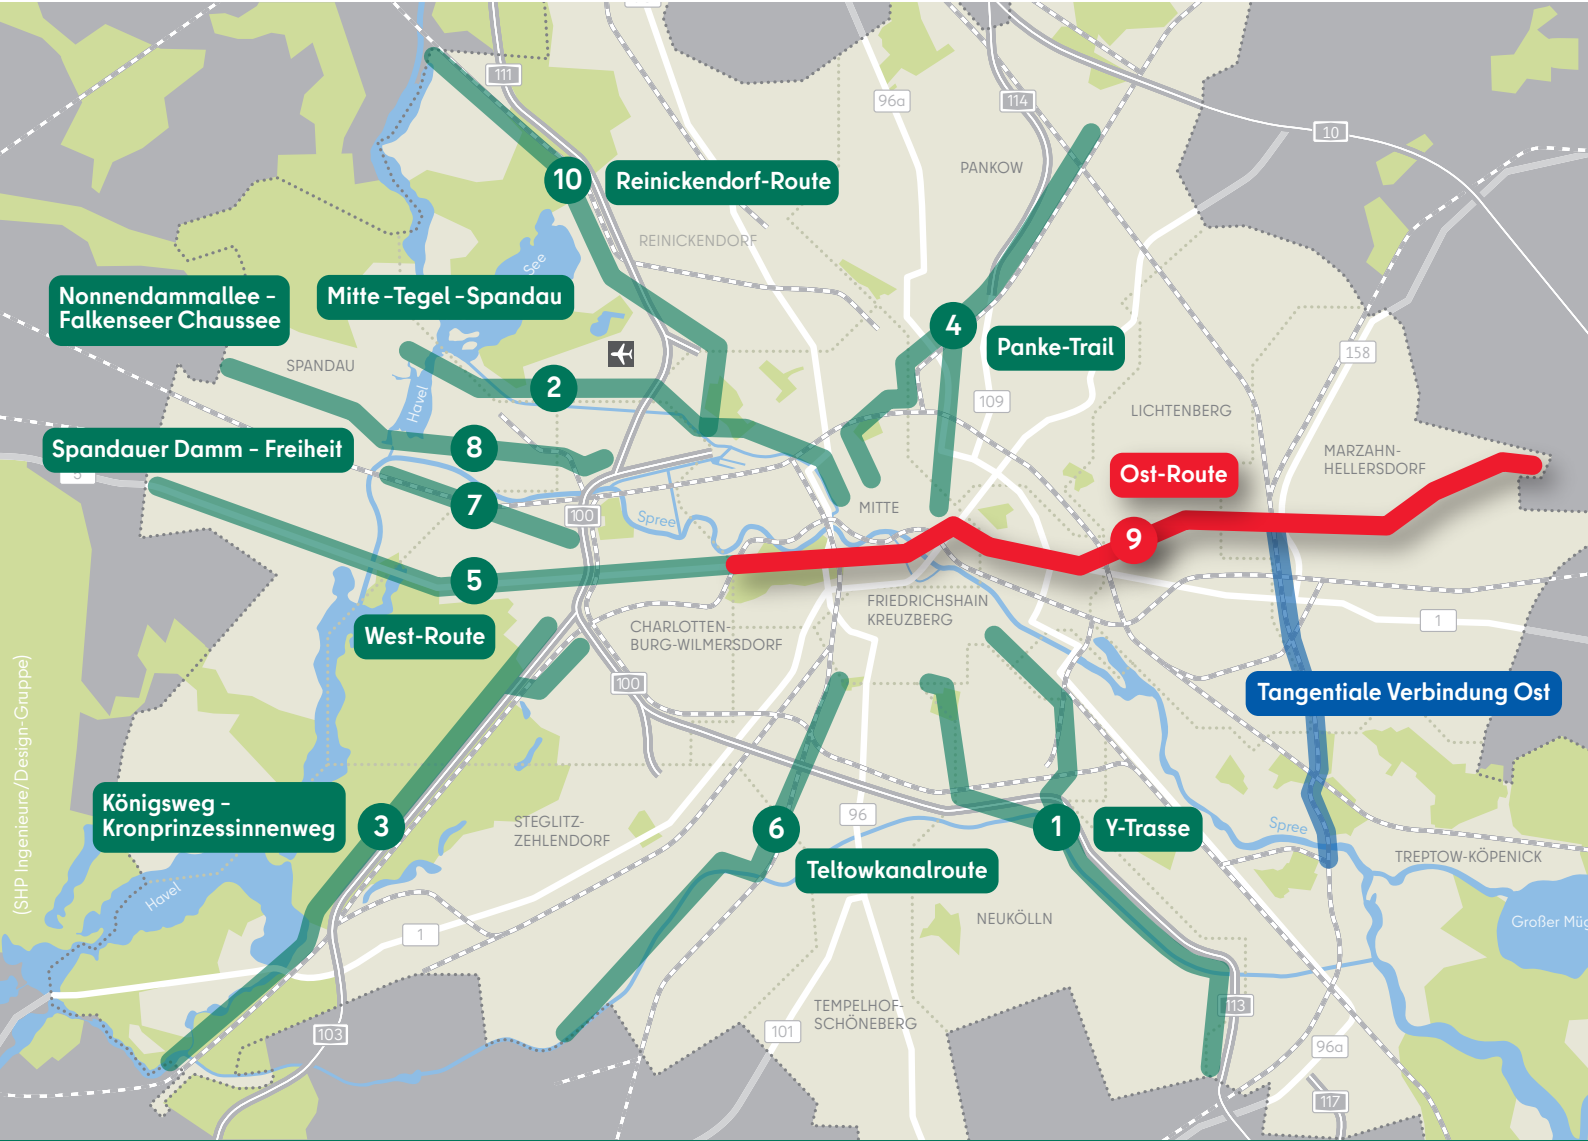 111
96a
114
10
PANKOW
10
Reinickendorf-Route
REINICKENDORF
See
Nonnendammallee -
Falkenseer Chaussee
Mitte-Tegel-Spandau
4
Panke-Trail
158
SPANDAU
2
Havel
109
LICHTENBERG
Spandauer Damm - Freiheit
8
MARZAHN-
HELLERSDORF
Ost-Route
5
7
MITTE
100
Spree
9
5
FRIEDRICHSHAIN
KREUZBERG
West-Route
CHARLOTTEN-
BURG-WILMERSDORF
1
100
Tangentiale Verbindung Ost
Königsweg -
Kronprinzessinnenweg
3
STEGLITZ-
ZEHLENDORF
6
96
1
Y-Trasse
Spree
TREPTOW-KÖPENICK
Teltowkanalroute
Havel
NEUKÖLLN
Großer Müg
1
TEMPELHOF-
SCHÖNEBERG
101
103
113
96a
117
(SHP Ingenieure/Design-Gruppe)